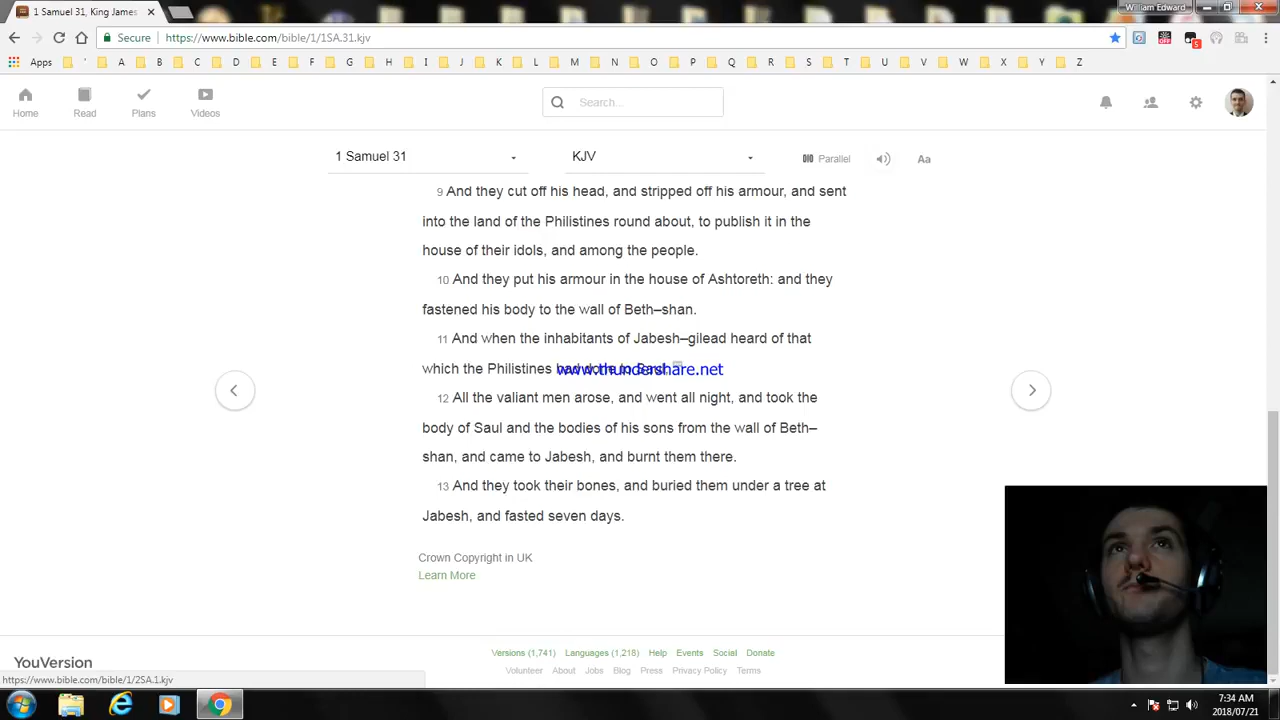 1 Samuel 31, King James
William Edward
Secure
https://www.bible.com/bible/1/1SA.31.kjv
5
Apps ' A B C D E F G H I J K L M N O P Q R S T U V W X Y Z
Home Read Plans Videos
Search...
1 Samuel 31
KJV
Parallel
Aa
9 And they cut off his head, and stripped off his armour, and sent
into the land of the Philistines round about, to publish it in the
house of their idols, and among the people.
10 And they put his armour in the house of Ashtoreth: and they
fastened his body to the wall of Beth–shan.
11 And when the inhabitants of Jabesh–gilead heard of that
which the Philistines had done to Saul;
www.thundershare.net
12 All the valiant men arose, and went all night, and took the
body of Saul and the bodies of his sons from the wall of Beth–
shan, and came to Jabesh, and burnt them there.
13 And they took their bones, and buried them under a tree at
Jabesh, and fasted seven days.
Crown Copyright in UK
Learn More
Versions (1,741) Languages (1,218) Help Events Social Donate
YouVersion
Volunteer About Jobs Blog Press Privacy Policy Terms
https://www.bible.com/bible/1/2SA.1.kjv
7:34 AM
2018/07/21